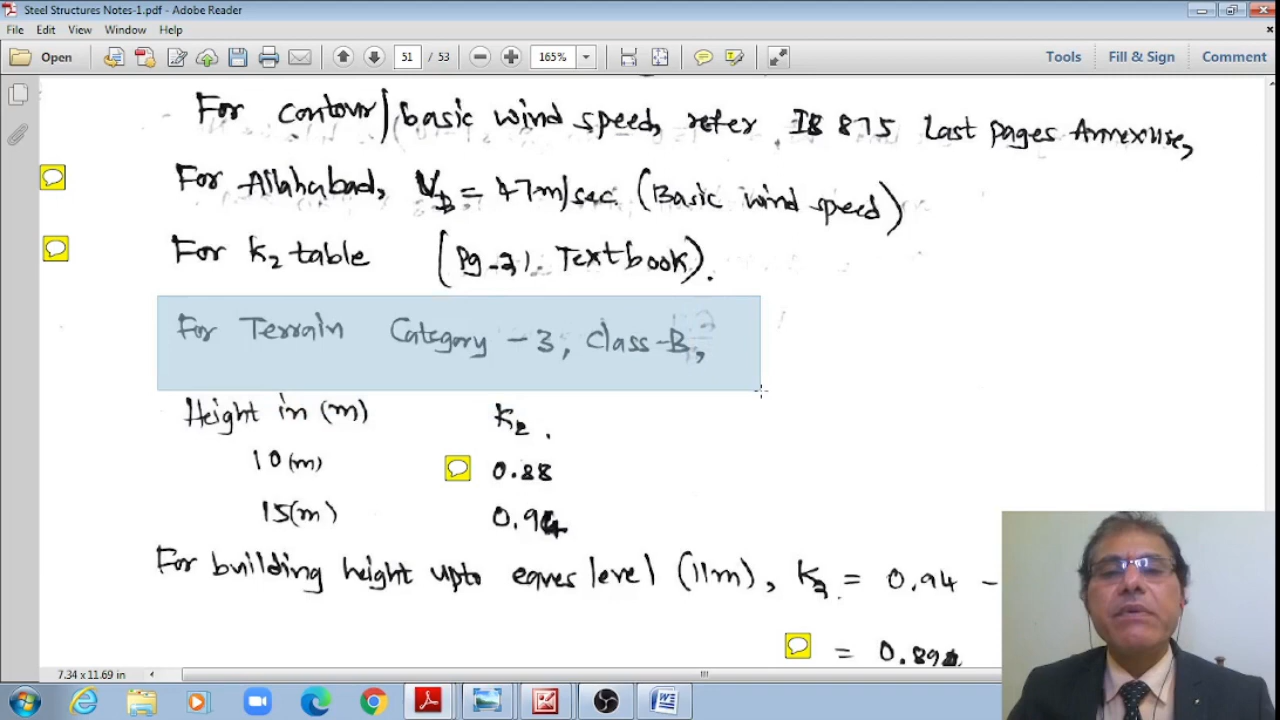 Steel Structures Notes-1.pdf - Adobe Reader
File Edit View Window Help
Open 51 / 53 165% Tools Fill & Sign Comment
For contour/basic wind speed, refer IS 875 Last pages Annexure,
For Allahabad, Vb = 47m/sec (Basic wind speed)
For k2 table (Pg-21. Textbook).
For Terrain Category - 3, class-B,
Height in (m) K2.
10(m) 0.88
15(m) 0.94
For building height upto eaves level (11m), K2 = 0.94 -
= 0.892
7.34 x 11.69 in